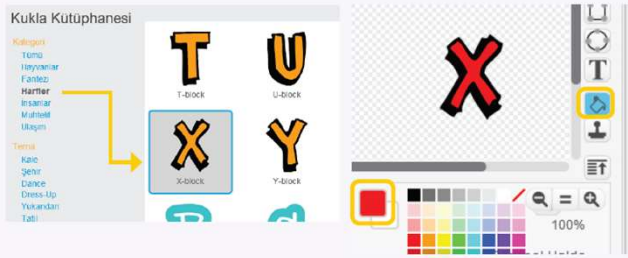 Kukla Kütüphanesi
Kategori
Tümü
Hayvanlar
Fantezi
Harfler
İnsanlar
Muhtelif
Ulaşım
Tema
Kale
Şehir
Dance
Dress-Up
Yukarıdan
Tatil
T
U
T-block
U-block
X
Y
X-block
Y-block
X
T
100%